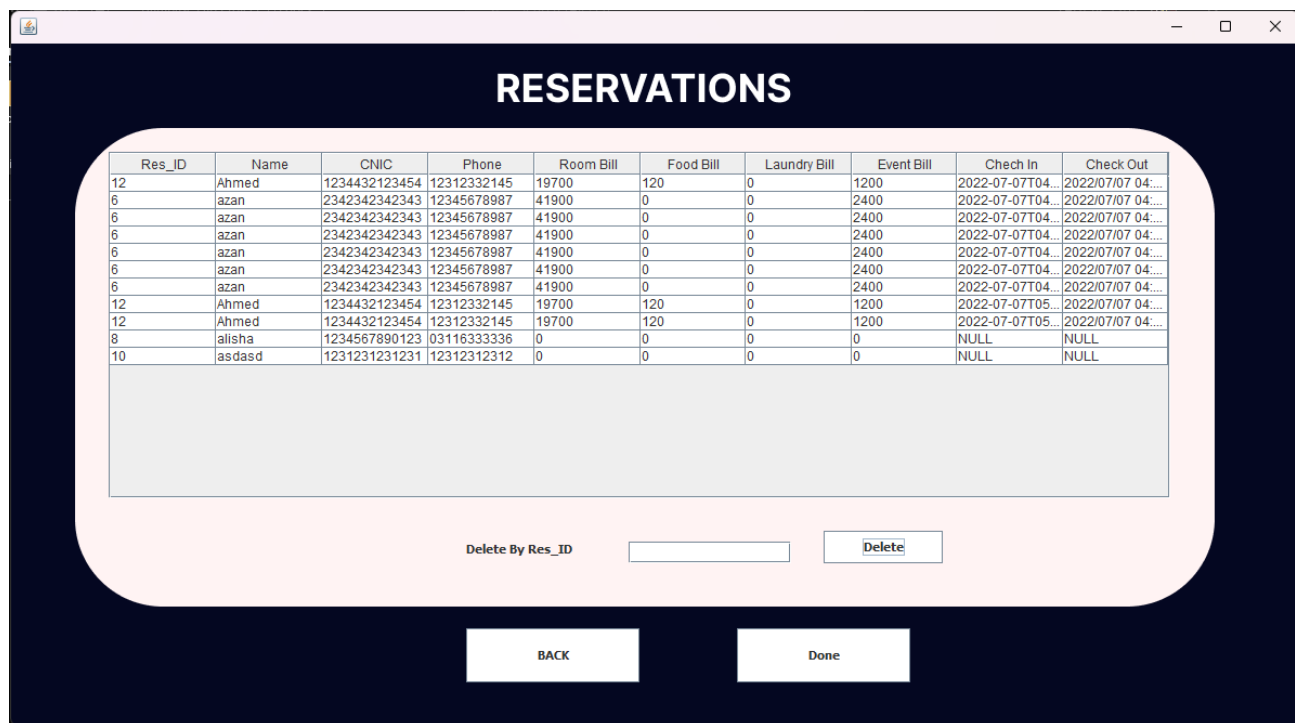 RESERVATIONS
Res_ID Name CNIC Phone Room Bill Food Bill Laundry Bill Event Bill Chech In Check Out
12 Ahmed 1234432123454 12312332145 19700 120 0 1200 2022-07-07T04... 2022/07/07 04:...
6 azan 2342342342343 12345678987 41900 0 0 2400 2022-07-07T04... 2022/07/07 04:...
6 azan 2342342342343 12345678987 41900 0 0 2400 2022-07-07T04... 2022/07/07 04:...
6 azan 2342342342343 12345678987 41900 0 0 2400 2022-07-07T04... 2022/07/07 04:...
6 azan 2342342342343 12345678987 41900 0 0 2400 2022-07-07T04... 2022/07/07 04:...
6 azan 2342342342343 12345678987 41900 0 0 2400 2022-07-07T04... 2022/07/07 04:...
6 azan 2342342342343 12345678987 41900 0 0 2400 2022-07-07T04... 2022/07/07 04:...
12 Ahmed 1234432123454 12312332145 19700 120 0 1200 2022-07-07T05... 2022/07/07 04:...
12 Ahmed 1234432123454 12312332145 19700 120 0 1200 2022-07-07T05... 2022/07/07 04:...
8 alisha 1234567890123 03116333336 0 0 0 0 NULL NULL
10 asdasd 1231231231231 12312312312 0 0 0 0 NULL NULL
Delete By Res_ID Delete
BACK Done